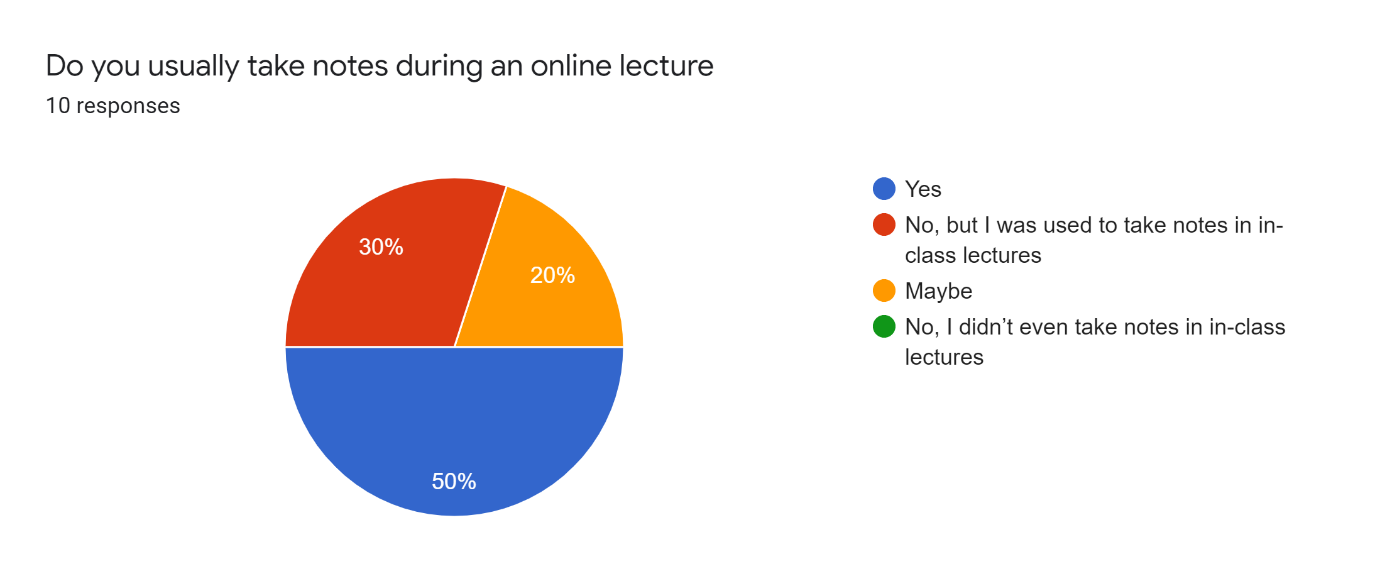 Do you usually take notes during an online lecture
10 responses
30%
20%
50%
Yes
No, but I was used to take notes in in-
class lectures
Maybe
No, I didn’t even take notes in in-class
lectures